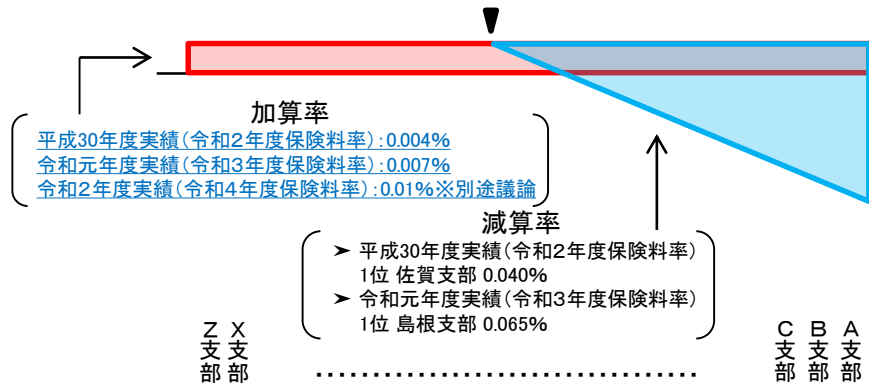 加算率
平成30年度実績(令和2年度保険料率):0.004%
令和元年度実績(令和3年度保険料率):0.007%
令和2年度実績(令和4年度保険料率):0.01%※別途議論
減算率
➤ 平成30年度実績(令和2年度保険料率)
1位 佐賀支部 0.040%
➤ 令和元年度実績(令和3年度保険料率)
1位 島根支部 0.065%
Z支部
X支部
‥‥‥‥‥‥‥‥‥‥‥‥‥‥‥‥‥‥
C支部
B支部
A支部